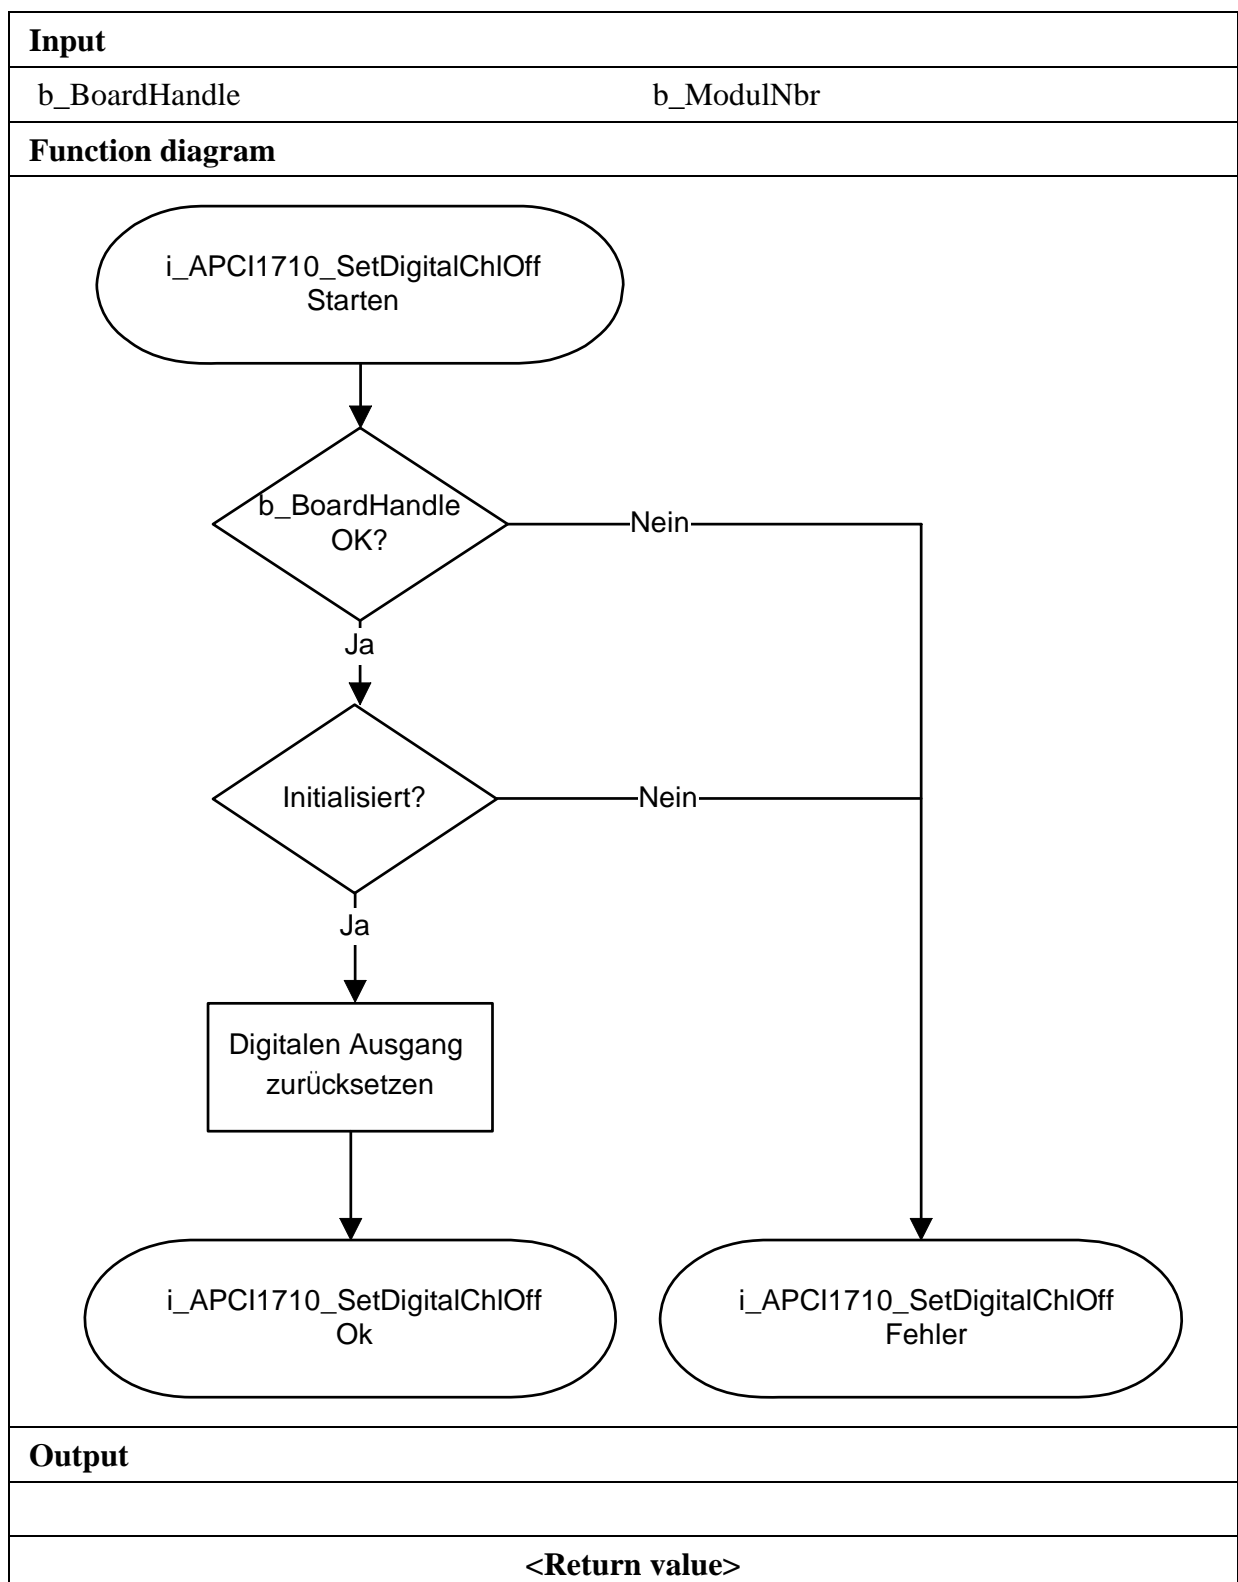 Input
b_BoardHandle b_ModulNbr
Function diagram
i_APCI1710_SetDigitalChlOff
Starten
b_BoardHandle
OK?
Nein
Ja
Initialisiert?
Nein
Ja
Digitalen Ausgang
zurücksetzen
i_APCI1710_SetDigitalChlOff
Ok
i_APCI1710_SetDigitalChlOff
Fehler
Output
<Return value>